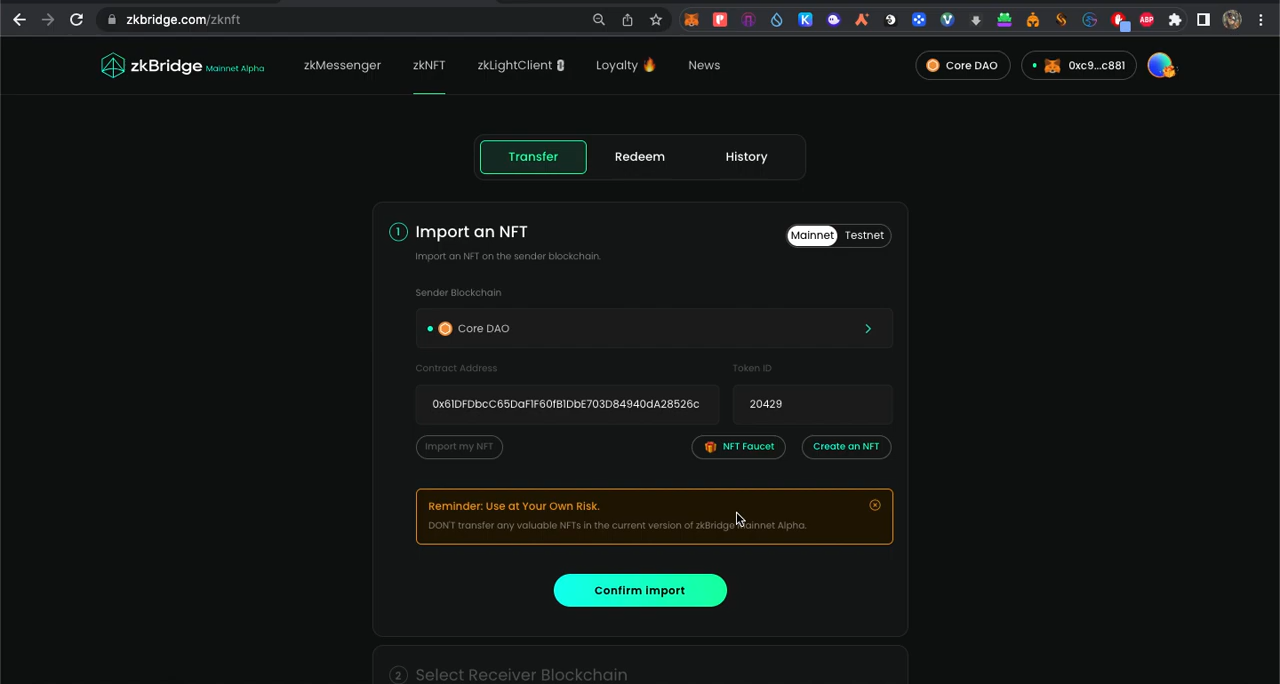 zkbridge.com/zknft
ABP
zkBridge Mainnet Alpha
zkMessenger
zkNFT
zkLightClient
Loyalty
News
Core DAO
0xc9...c881
Transfer
Redeem
History
1 Import an NFT
Mainnet Testnet
Import an NFT on the sender blockchain.
Sender Blockchain
Core DAO
Contract Address
Token ID
0x61DFDbcC65DaF1F60fB1DbE703D84940dA28526c
20429
Import my NFT
NFT Faucet
Create an NFT
Reminder: Use at Your Own Risk.
DON'T transfer any valuable NFTs in the current version of zkBridge Mainnet Alpha.
Confirm import
2 Select Receiver Blockchain